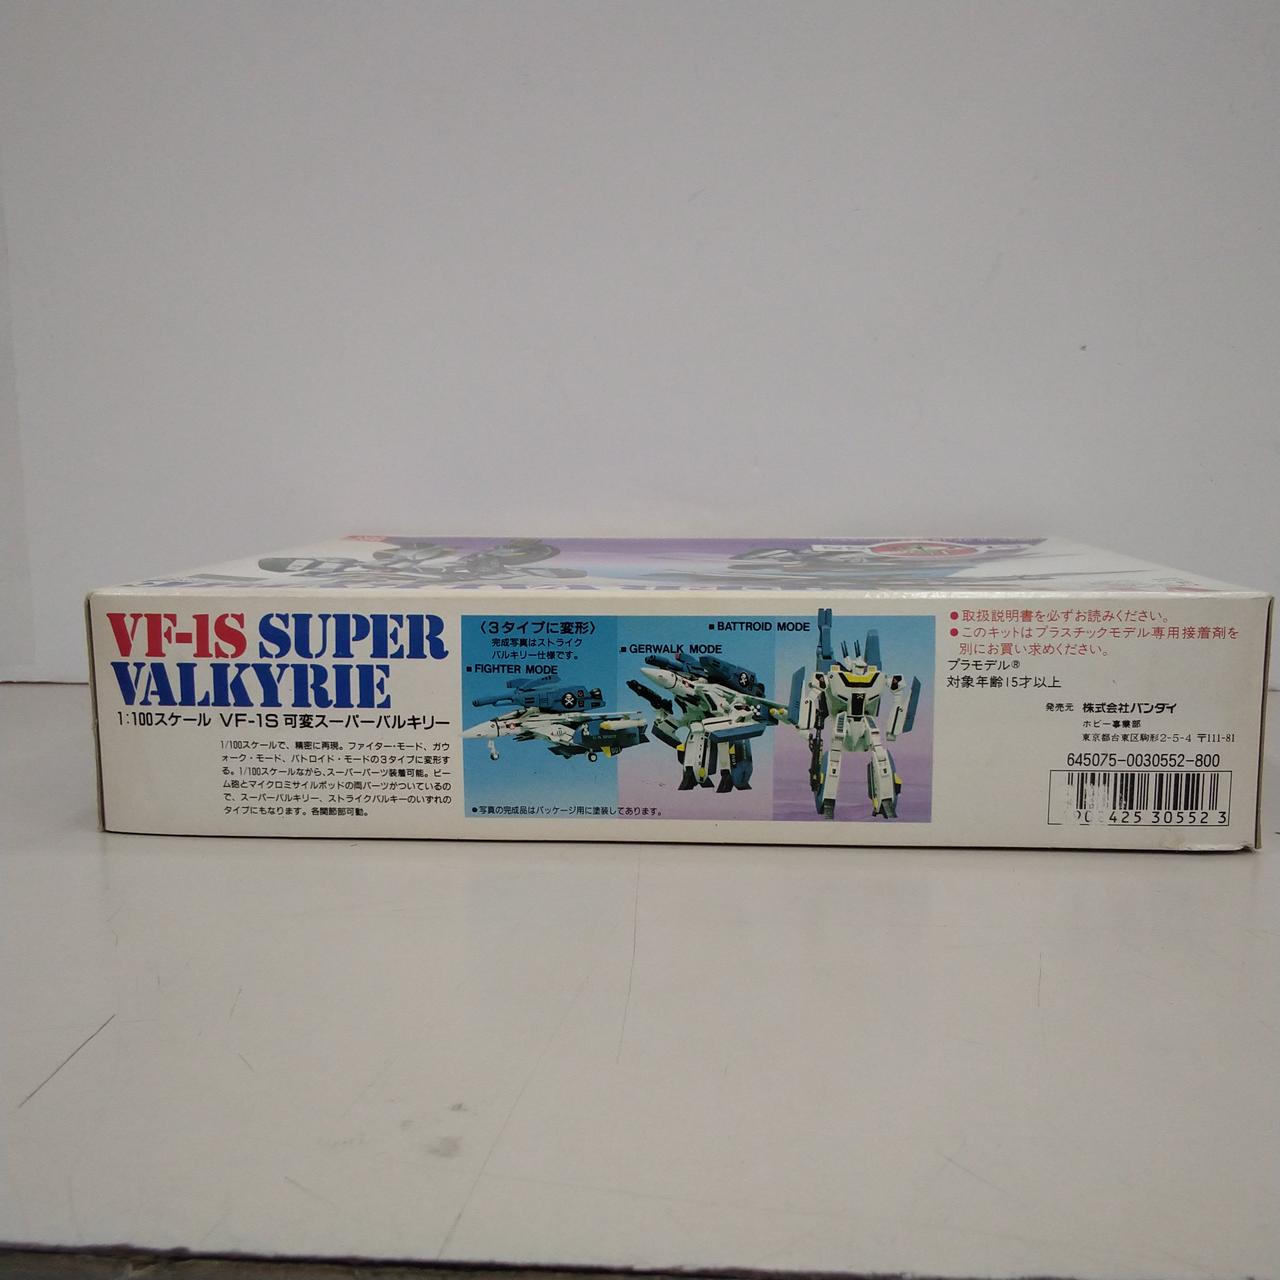 VF-1S SUPER
VALKYRIE
1:100スケール VF-1S 可変スーパーバルキリー
1/100スケールで、精密に再現。ファイター・モード、ガウ
ォーク・モード、バトロイド・モードの3タイプに変形す
る。1/100スケールながら、スーパーパーツ装着可能。ビー
ム砲とマイクロミサイルポッドの両パーツがついているの
で、スーパーバルキリー、ストライクバルキーのいずれの
タイプにもなります。各関節部可動。
〈3タイプに変形〉
完成写真はストライク
バルキリー仕様です。
■FIGHTER MODE
■GERWALK MODE
■BATTROID MODE
●写真の完成品はパッケージ用に塗装してあります。
●取扱説明書を必ずお読みください。
●このキットはプラスチックモデル専用接着剤を
別にお買い求めください。
プラモデル®
対象年齢15才以上
発売元 株式会社バンダイ
ホビー事業部
東京都台東区駒形2-5-4 〒111-81
645075-0030552-800
425 30552 3